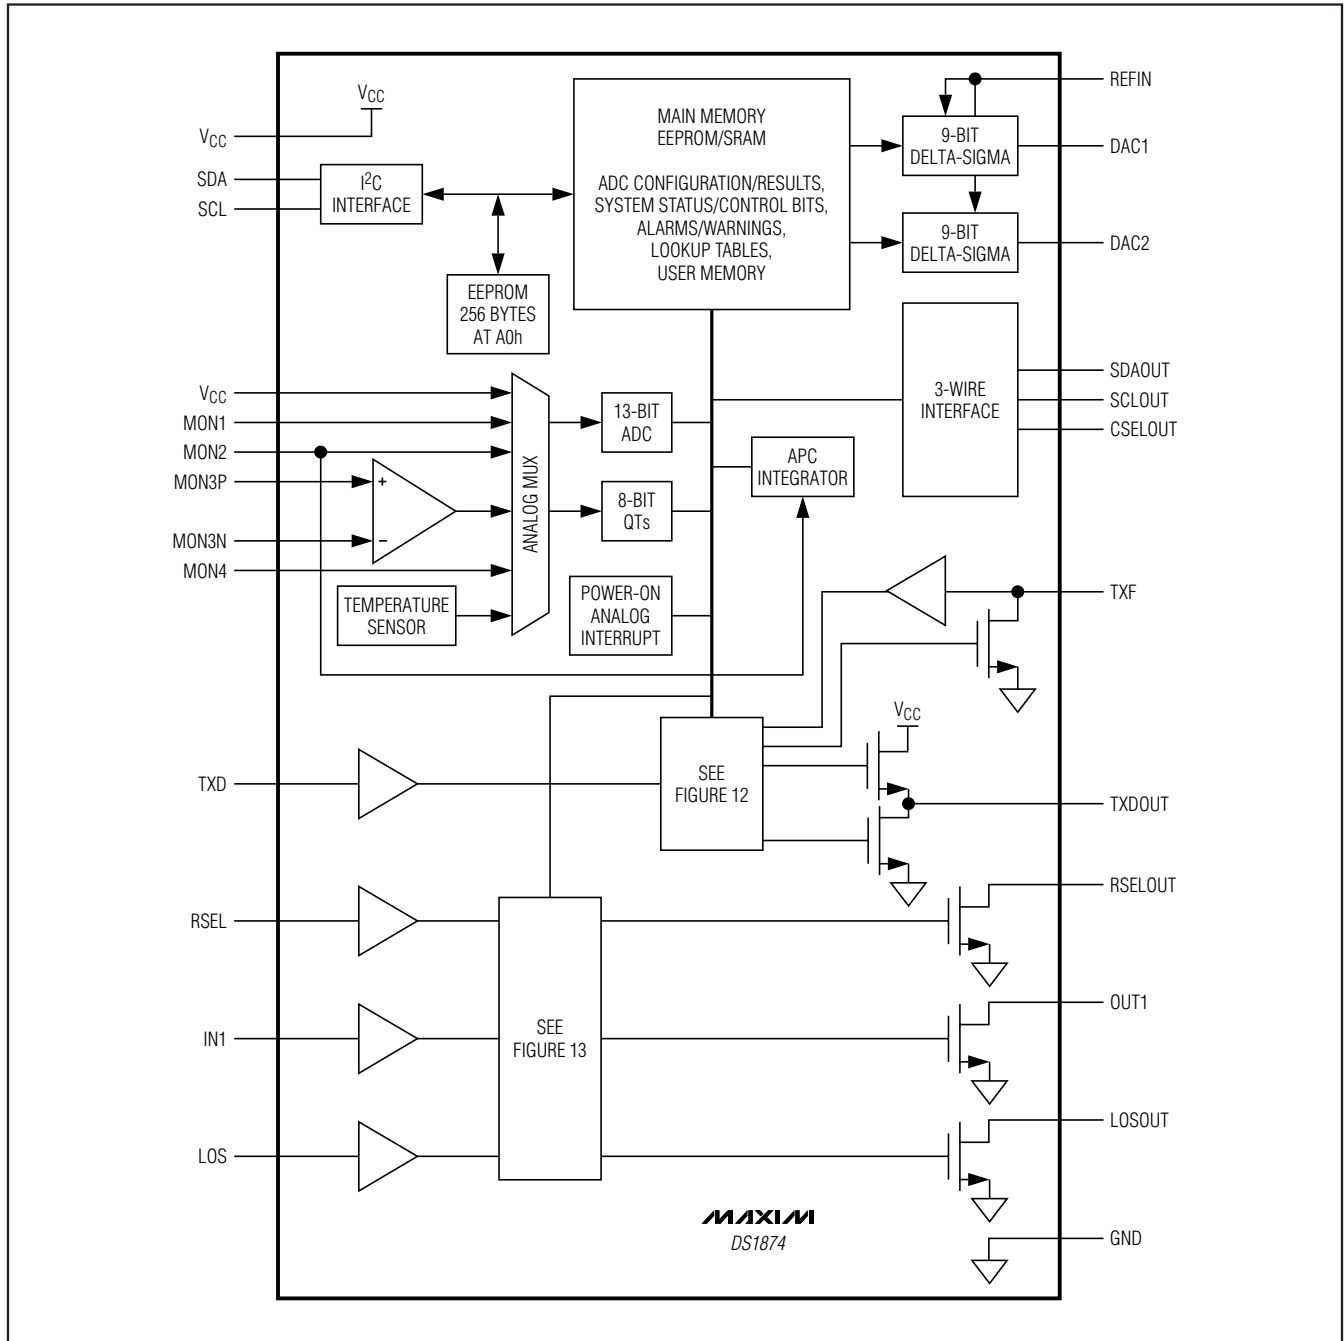 VCC
VCC
SDA
SCL
I2C
INTERFACE
EEPROM
256 BYTES
AT A0h
MAIN MEMORY
EEPROM/SRAM
ADC CONFIGURATION/RESULTS,
SYSTEM STATUS/CONTROL BITS,
ALARMS/WARNINGS,
LOOKUP TABLES,
USER MEMORY
9-BIT
DELTA-SIGMA
9-BIT
DELTA-SIGMA
REFIN
DAC1
DAC2
VCC
MON1
MON2
MON3P
MON3N
MON4
+
−
TEMPERATURE
SENSOR
ANALOG MUX
13-BIT
ADC
8-BIT
QTs
POWER-ON
ANALOG
INTERRUPT
APC
INTEGRATOR
3-WIRE
INTERFACE
SDAOUT
SCLOUT
CSELOUT
TXF
VCC
TXD
SEE
FIGURE 12
TXDOUT
RSEL
RSELOUT
IN1
SEE
FIGURE 13
OUT1
LOS
LOSOUT
MAXIM
DS1874
GND